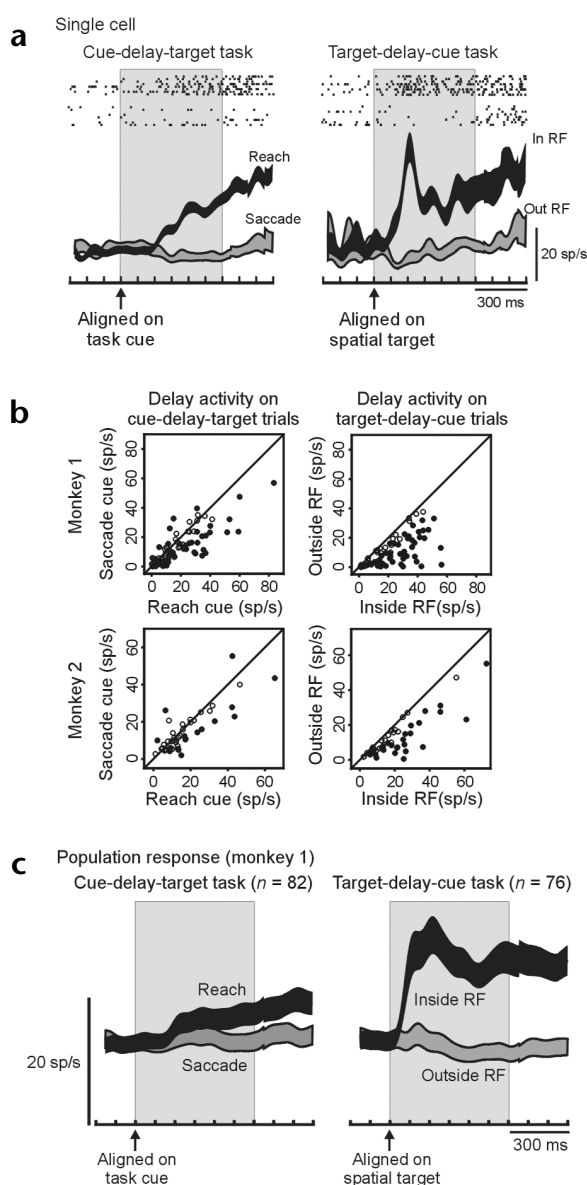 a
Single cell
Cue-delay-target task
Target-delay-cue task
Reach
Saccade
In RF
Out RF
20 sp/s
300 ms
Aligned on
task cue
Aligned on
spatial target
b
Delay activity on
cue-delay-target trials
Delay activity on
target-delay-cue trials
Monkey 1
Saccade cue (sp/s)
80
60
40
20
0
0 20 40 60 80
Reach cue (sp/s)
Outside RF (sp/s)
80
60
40
20
0
0 20 40 60 80
Inside RF(sp/s)
Monkey 2
Saccade cue (sp/s)
60
40
20
0
0 20 40 60
Reach cue (sp/s)
Outside RF (sp/s)
60
40
20
0
0 20 40 60
Inside RF(sp/s)
c
Population response (monkey 1)
Cue-delay-target task (n = 82)
Target-delay-cue task (n = 76)
Reach
Saccade
20 sp/s
Inside RF
Outside RF
300 ms
Aligned on
task cue
Aligned on
spatial target